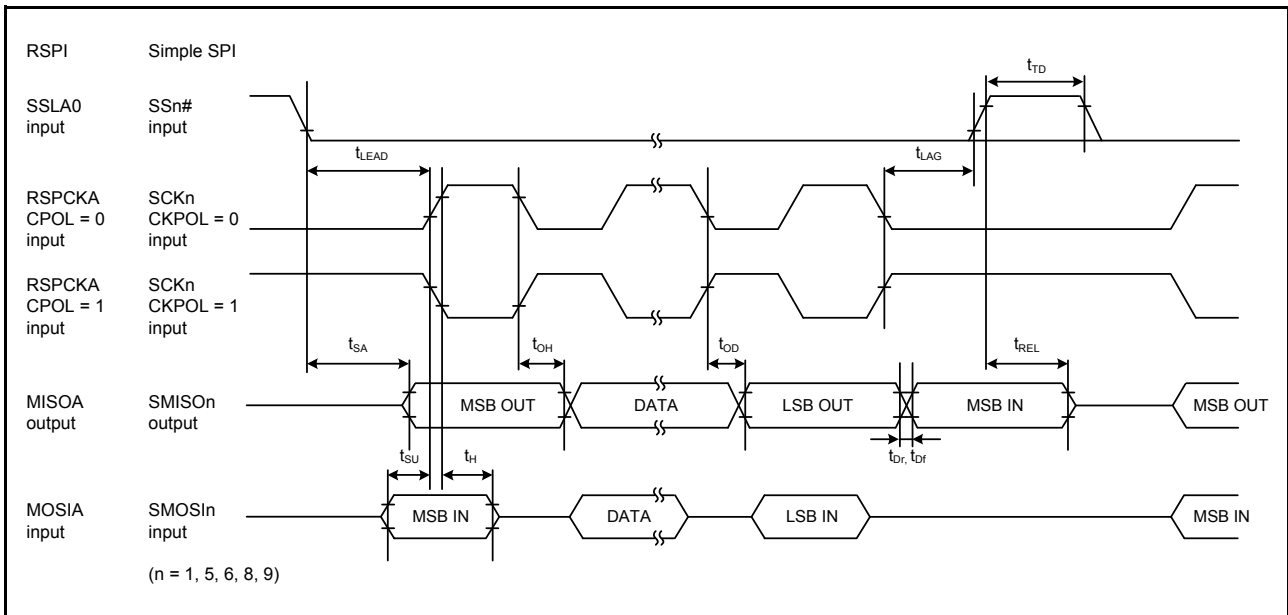 RSPI Simple SPI
tTD
SSLA0 SSn#
input input
tLEAD tLAG
RSPCKA SCKn
CPOL = 0 CKPOL = 0
input input
RSPCKA SCKn
CPOL = 1 CKPOL = 1
input input
tSA tOH tOD tREL
MISOA SMISOn
output output
MSB OUT DATA LSB OUT MSB IN MSB OUT
tSU tH tDr, tDf
MOSIA SMOSIn
input input
MSB IN DATA LSB IN MSB IN
(n = 1, 5, 6, 8, 9)